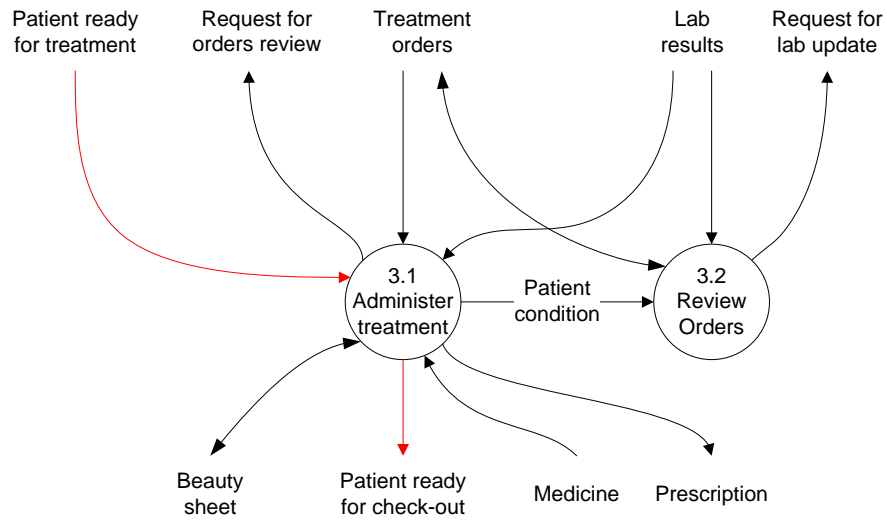 Patient ready
for treatment
Request for
orders review
Treatment
orders
Lab
results
Request for
lab update
3.1
Administer
treatment
Patient
condition
3.2
Review
Orders
Beauty
sheet
Patient ready
for check-out
Medicine
Prescription